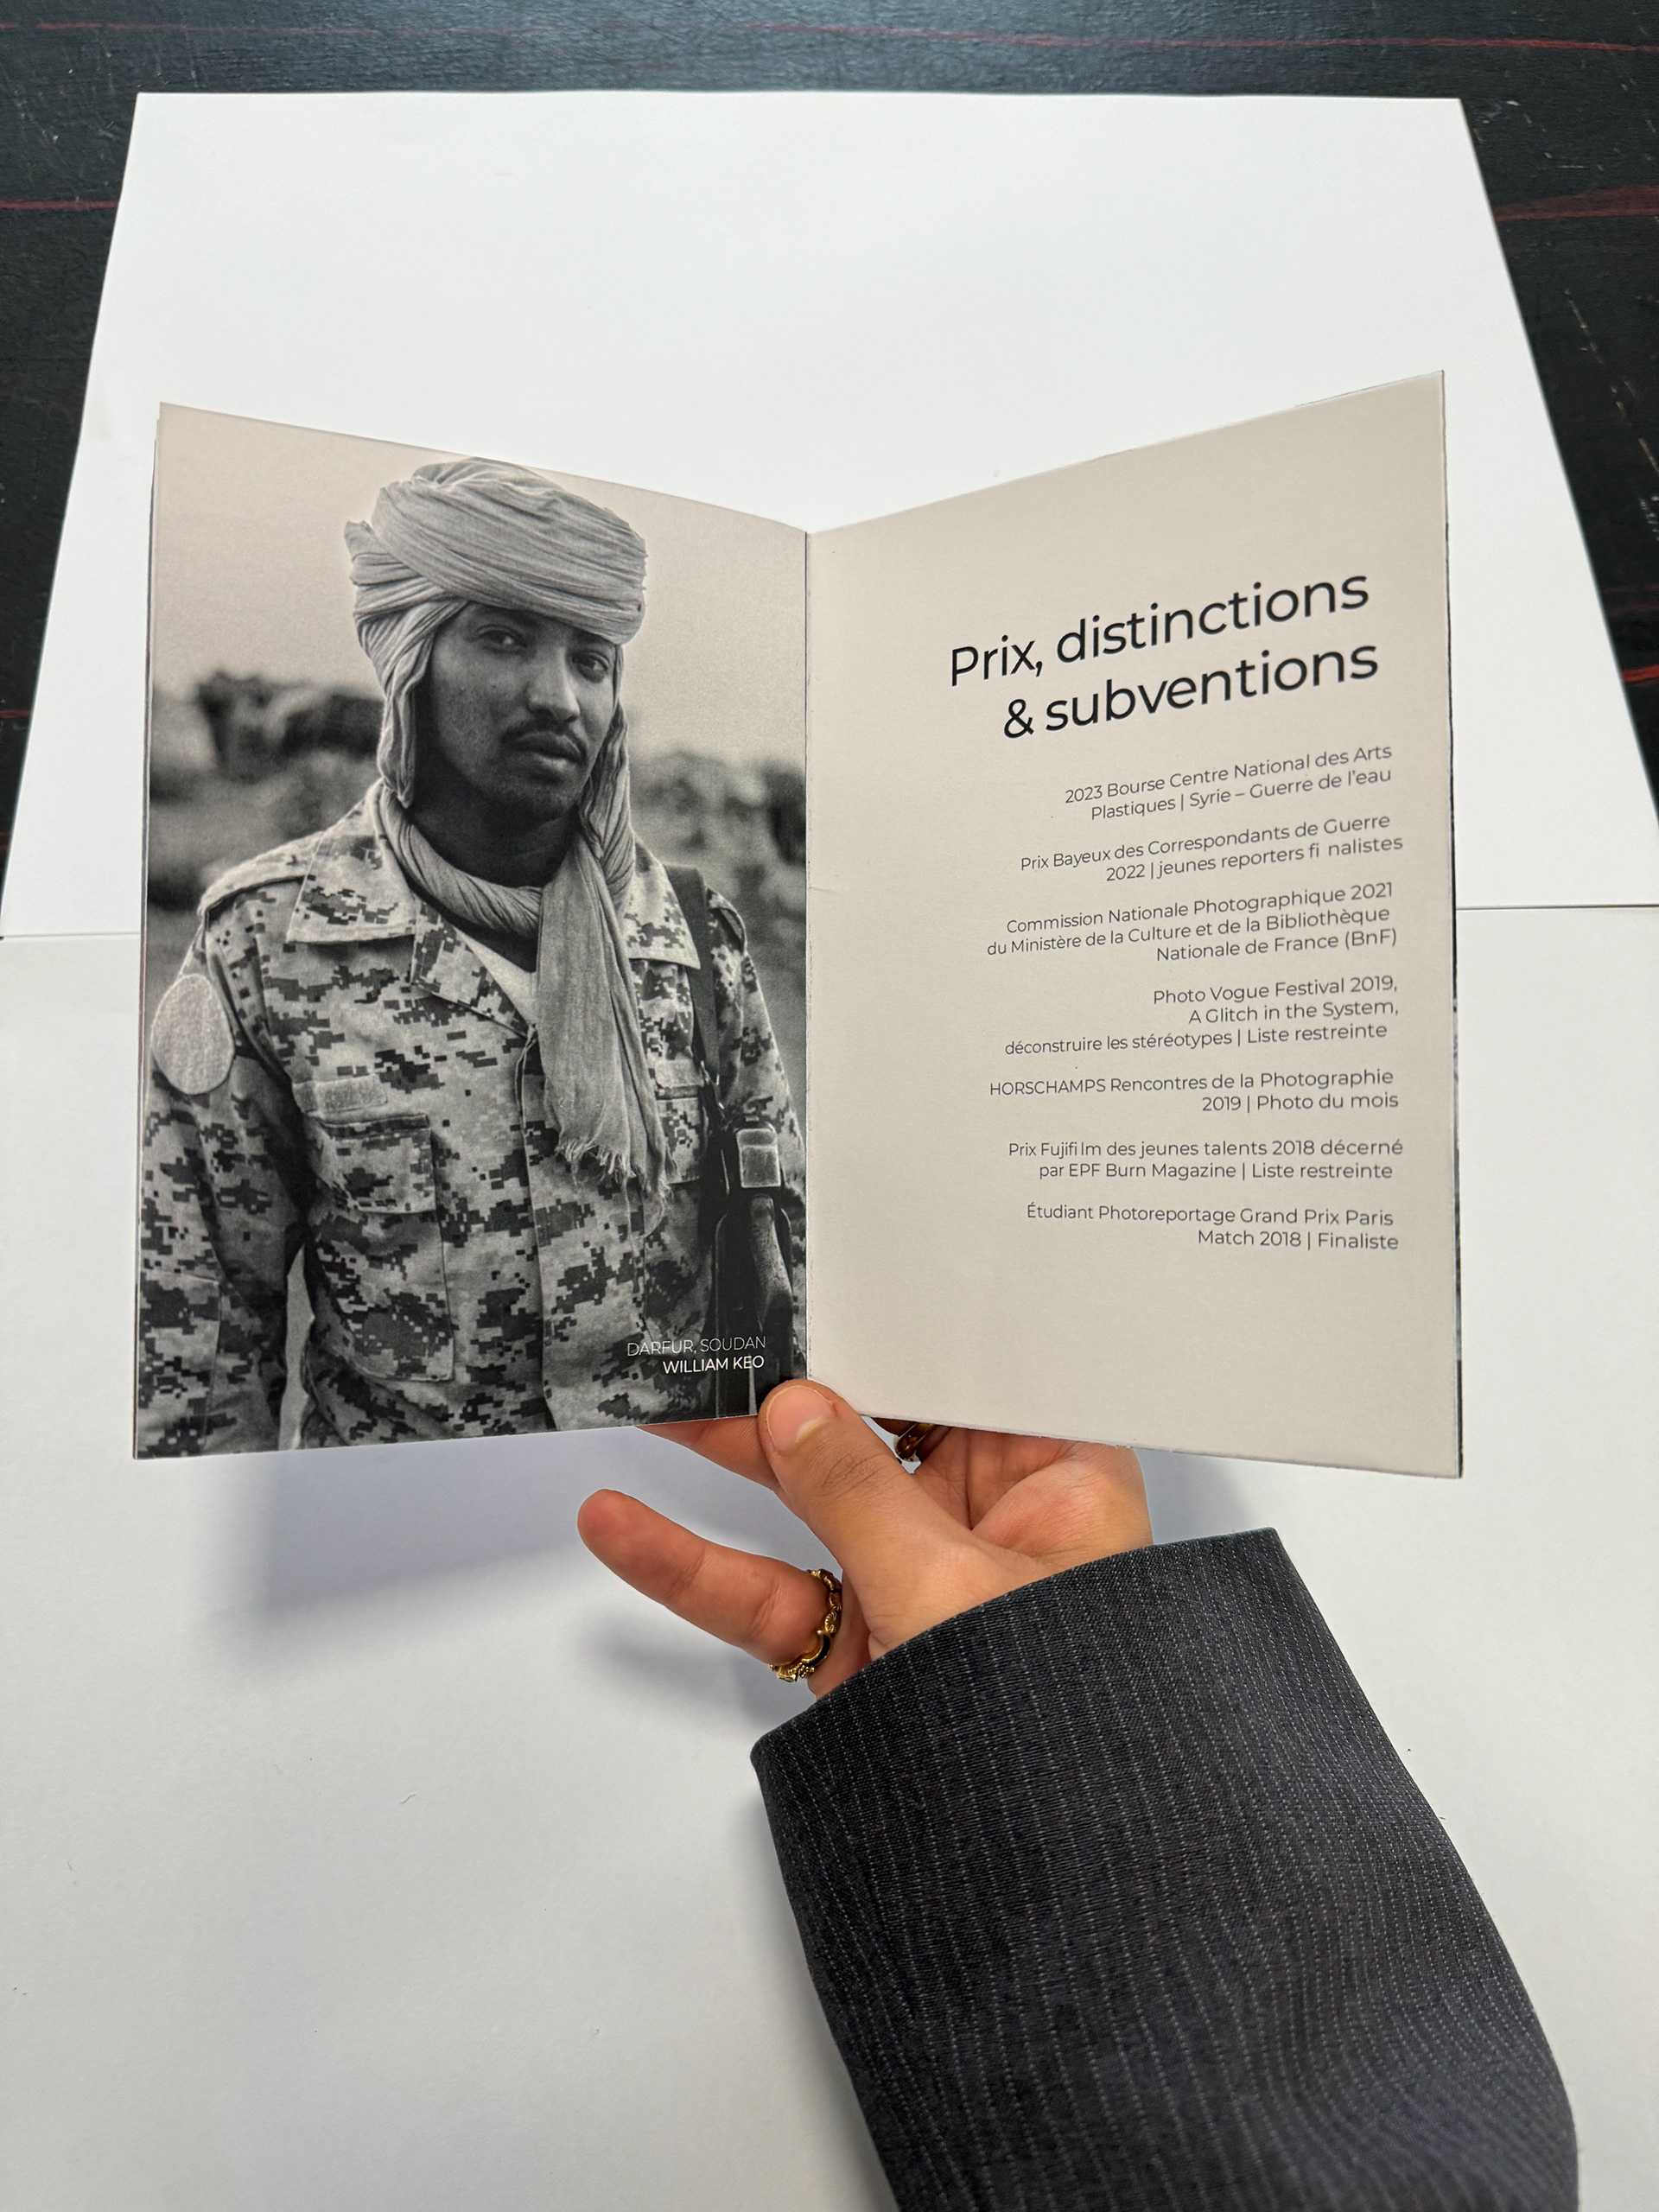 DARFUR, SOUDAN
WILLIAM KEO
Prix, distinctions
& subventions
2023 Bourse Centre National des Arts
Plastiques | Syrie – Guerre de l'eau
Prix Bayeux des Correspondants de Guerre
2022 | jeunes reporters fi nalistes
Commission Nationale Photographique 2021
du Ministère de la Culture et de la Bibliothèque
Nationale de France (BnF)
Photo Vogue Festival 2019,
A Glitch in the System,
déconstruire les stéréotypes | Liste restreinte
HORSCHAMPS Rencontres de la Photographie
2019 | Photo du mois
Prix Fujifi lm des jeunes talents 2018 décerné
par EPF Burn Magazine | Liste restreinte
Étudiant Photoreportage Grand Prix Paris
Match 2018 | Finaliste